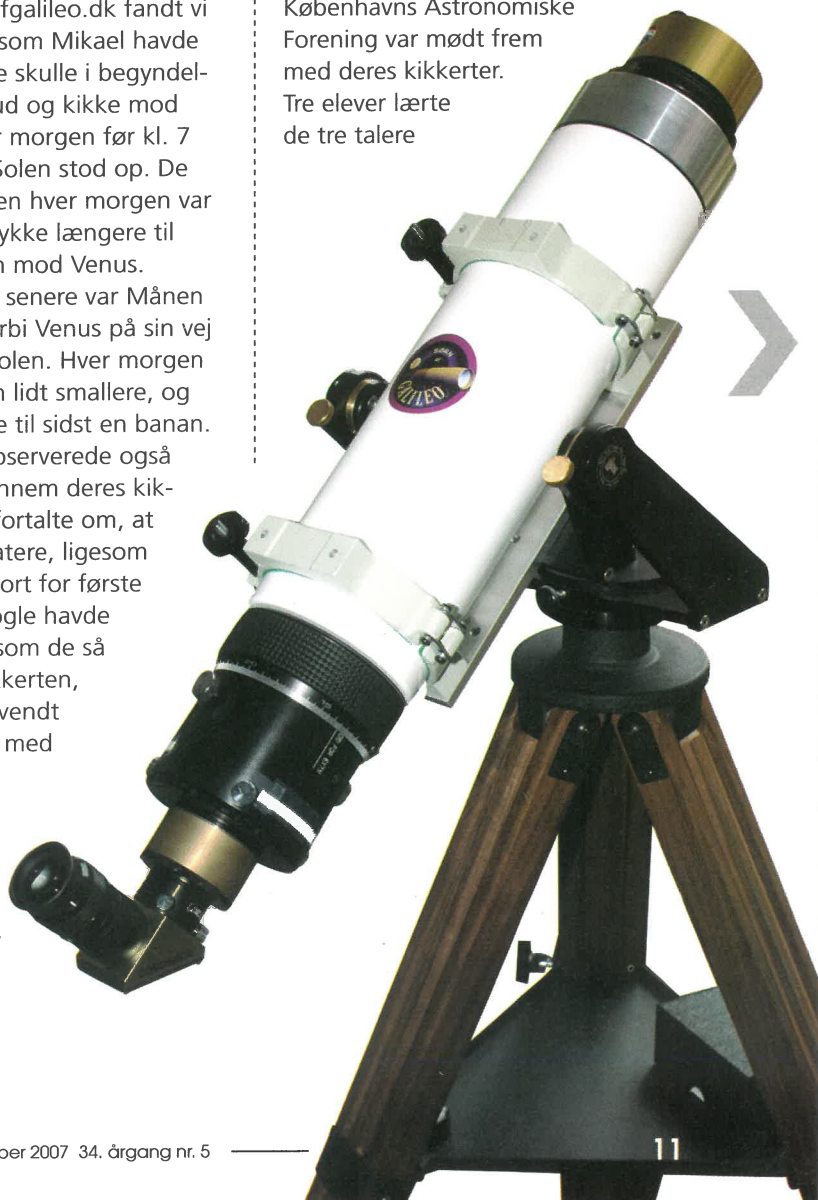 fgalileo.dk fandt vi
som Mikael havde
e skulle i begyndel-
ud og kikke mod
r morgen før kl. 7
Solen stod op. De
en hver morgen var
ykke længere til
n mod Venus.
senere var Månen
rbi Venus på sin vej
olen. Hver morgen
n lidt smallere, og
e til sidst en banan.
bserverede også
nnem deres kik-
fortalte om, at
atere, ligesom
ort for første
ogle havde
som de så
kkerten,
vendt
med
Københavns Astronomiske
Forening var mødt frem
med deres kikkerter.
Tre elever lærte
de tre talere
GALILEO
ber 2007 34. årgang nr. 5
11